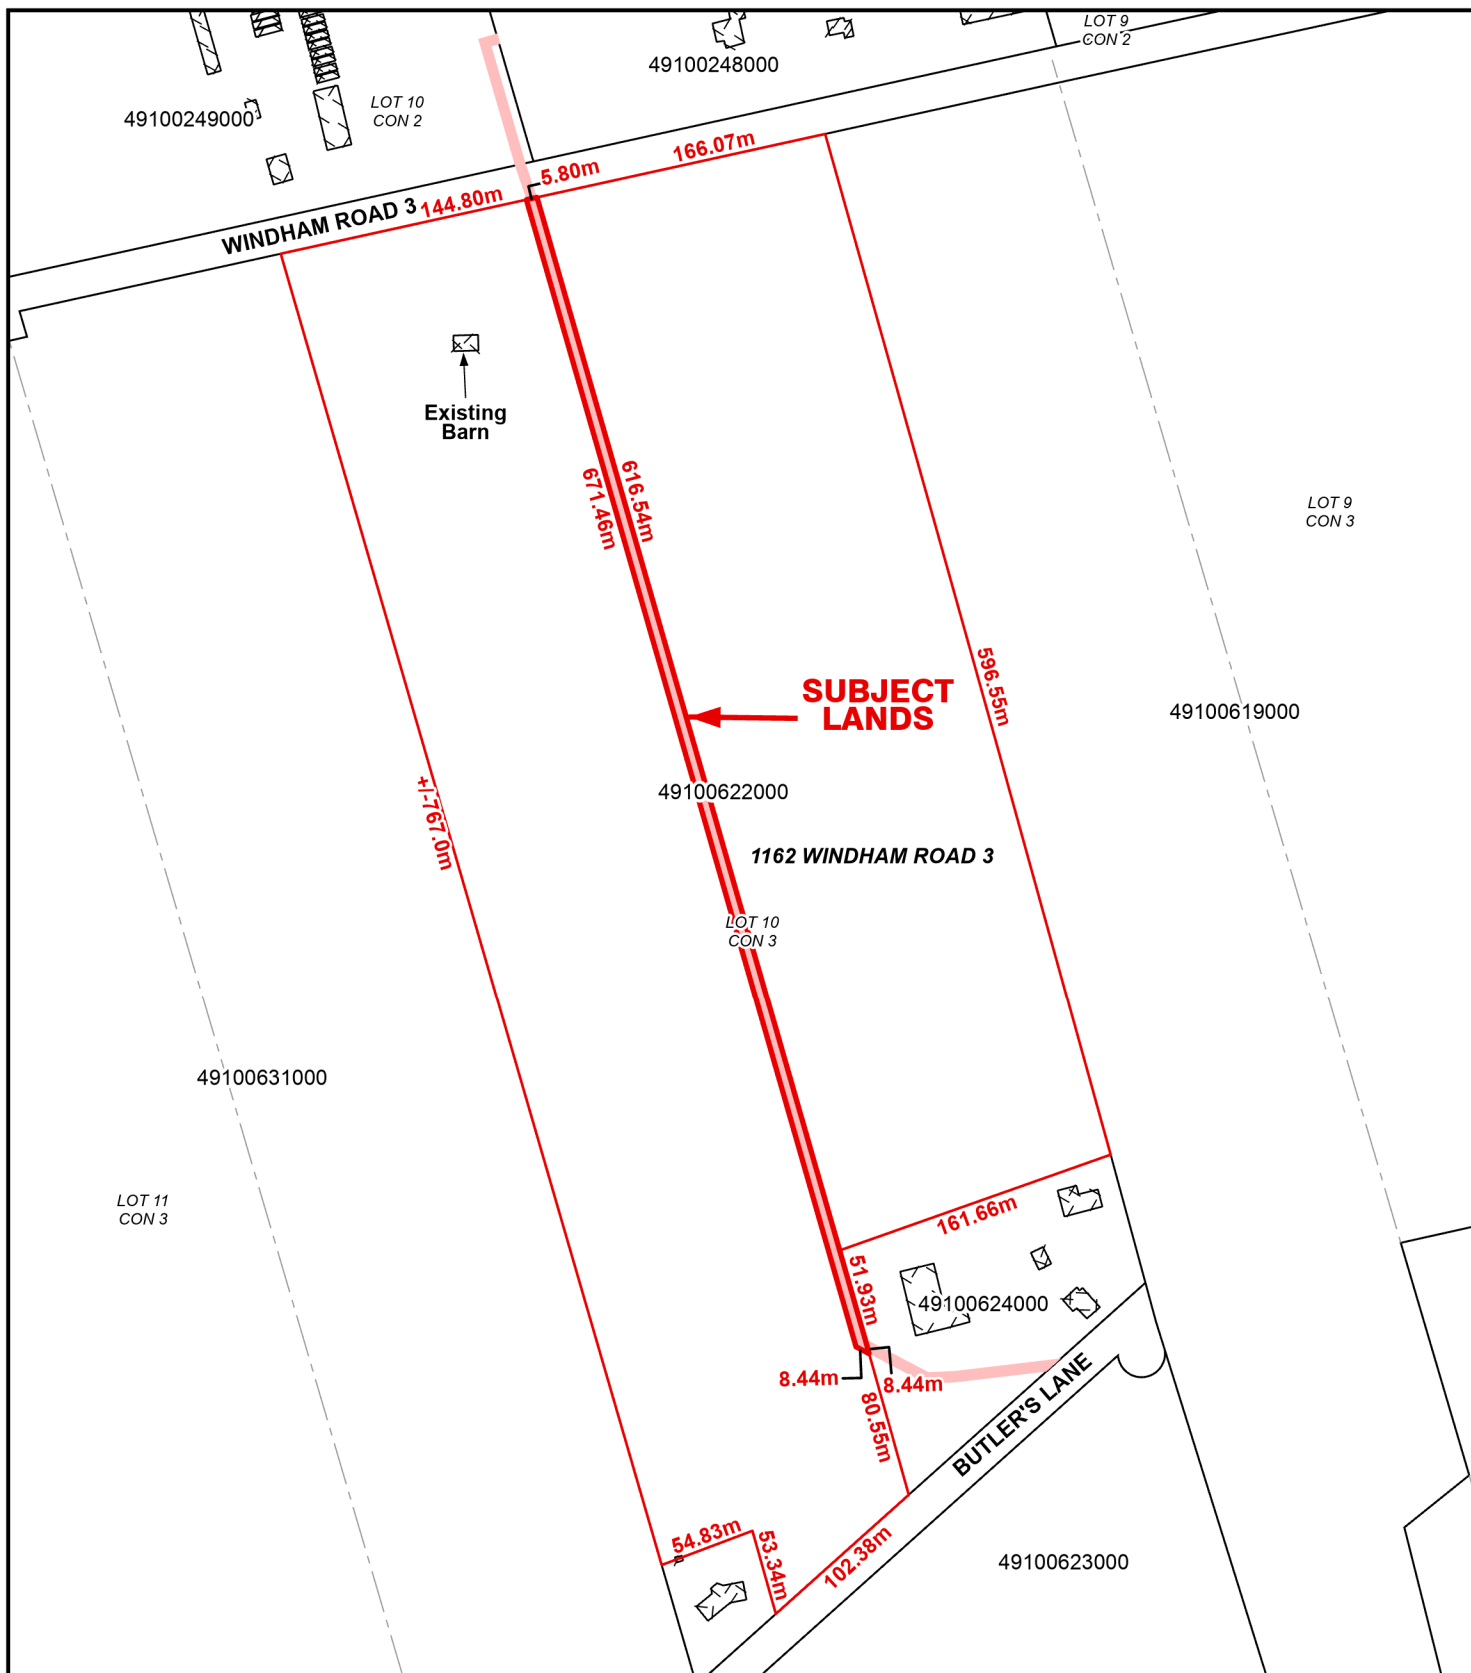 LOT 9
CON 2
49100248000
49100249000
LOT 10
CON 2
166.07m
5.80m
144.80m
WINDHAM ROAD 3
Existing
Barn
616.54m
671.46m
LOT 9
CON 3
596.55m
SUBJECT
LANDS
49100619000
+/-767.0m
49100622000
1162 WINDHAM ROAD 3
LOT 10
CON 3
49100631000
LOT 11
CON 3
161.66m
51.93m
49100624000
8.44m
8.44m
80.55m
BUTLER'S LANE
54.83m
53.34m
102.38m
49100623000